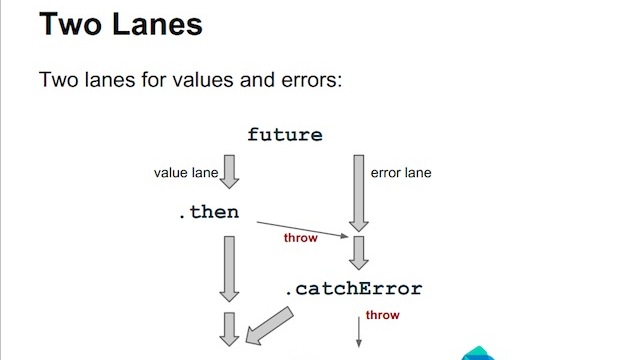 Two Lanes
Two lanes for values and errors:
future
value lane
error lane
.then
throw
.catchError
throw